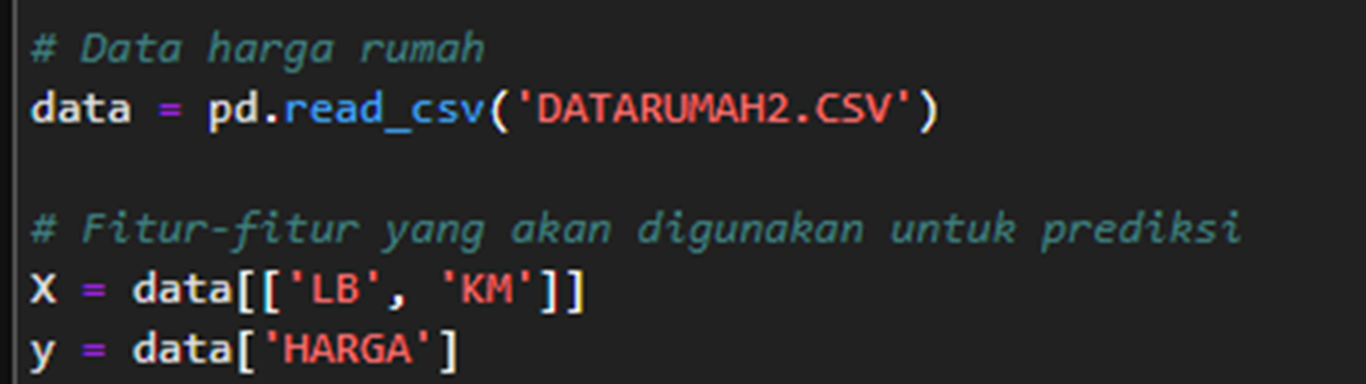 # Data harga rumah
data = pd.read_csv('DATARUMAH2.CSV')
# Fitur-fitur yang akan digunakan untuk prediksi
X = data[['LB', 'KM']]
y = data['HARGA']